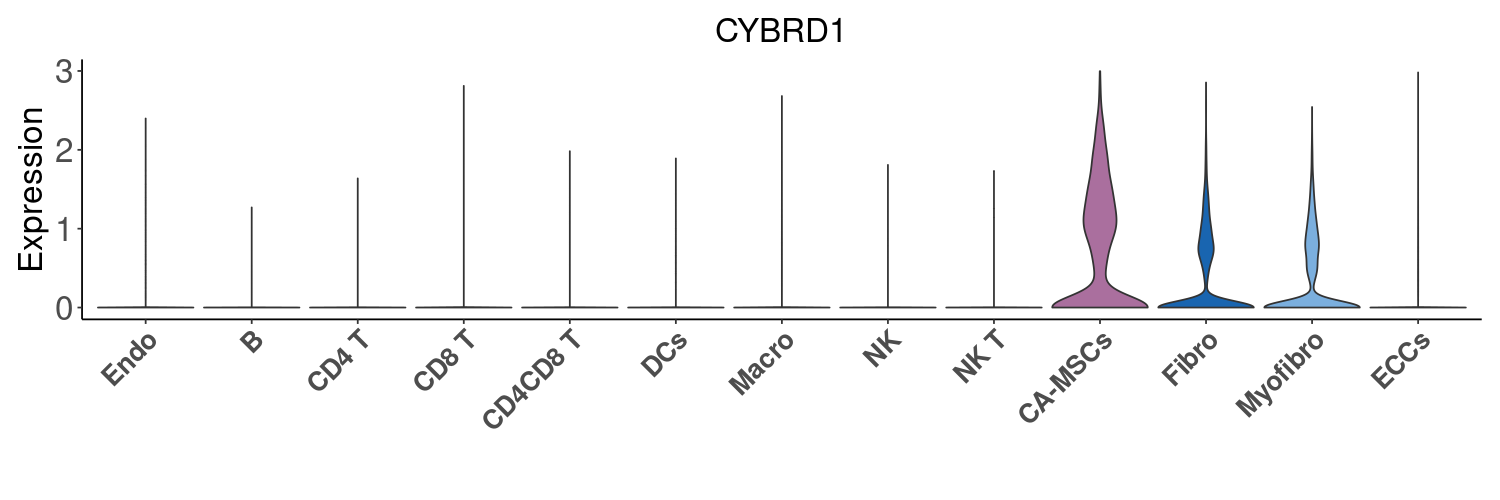 CYBRD1
Expression
3
2
1
0
Endo
B
CD4 T
CD8 T
CD4CD8 T
DCs
Macro
NK
NK T
CA-MSCs
Fibro
Myofibro
ECCs